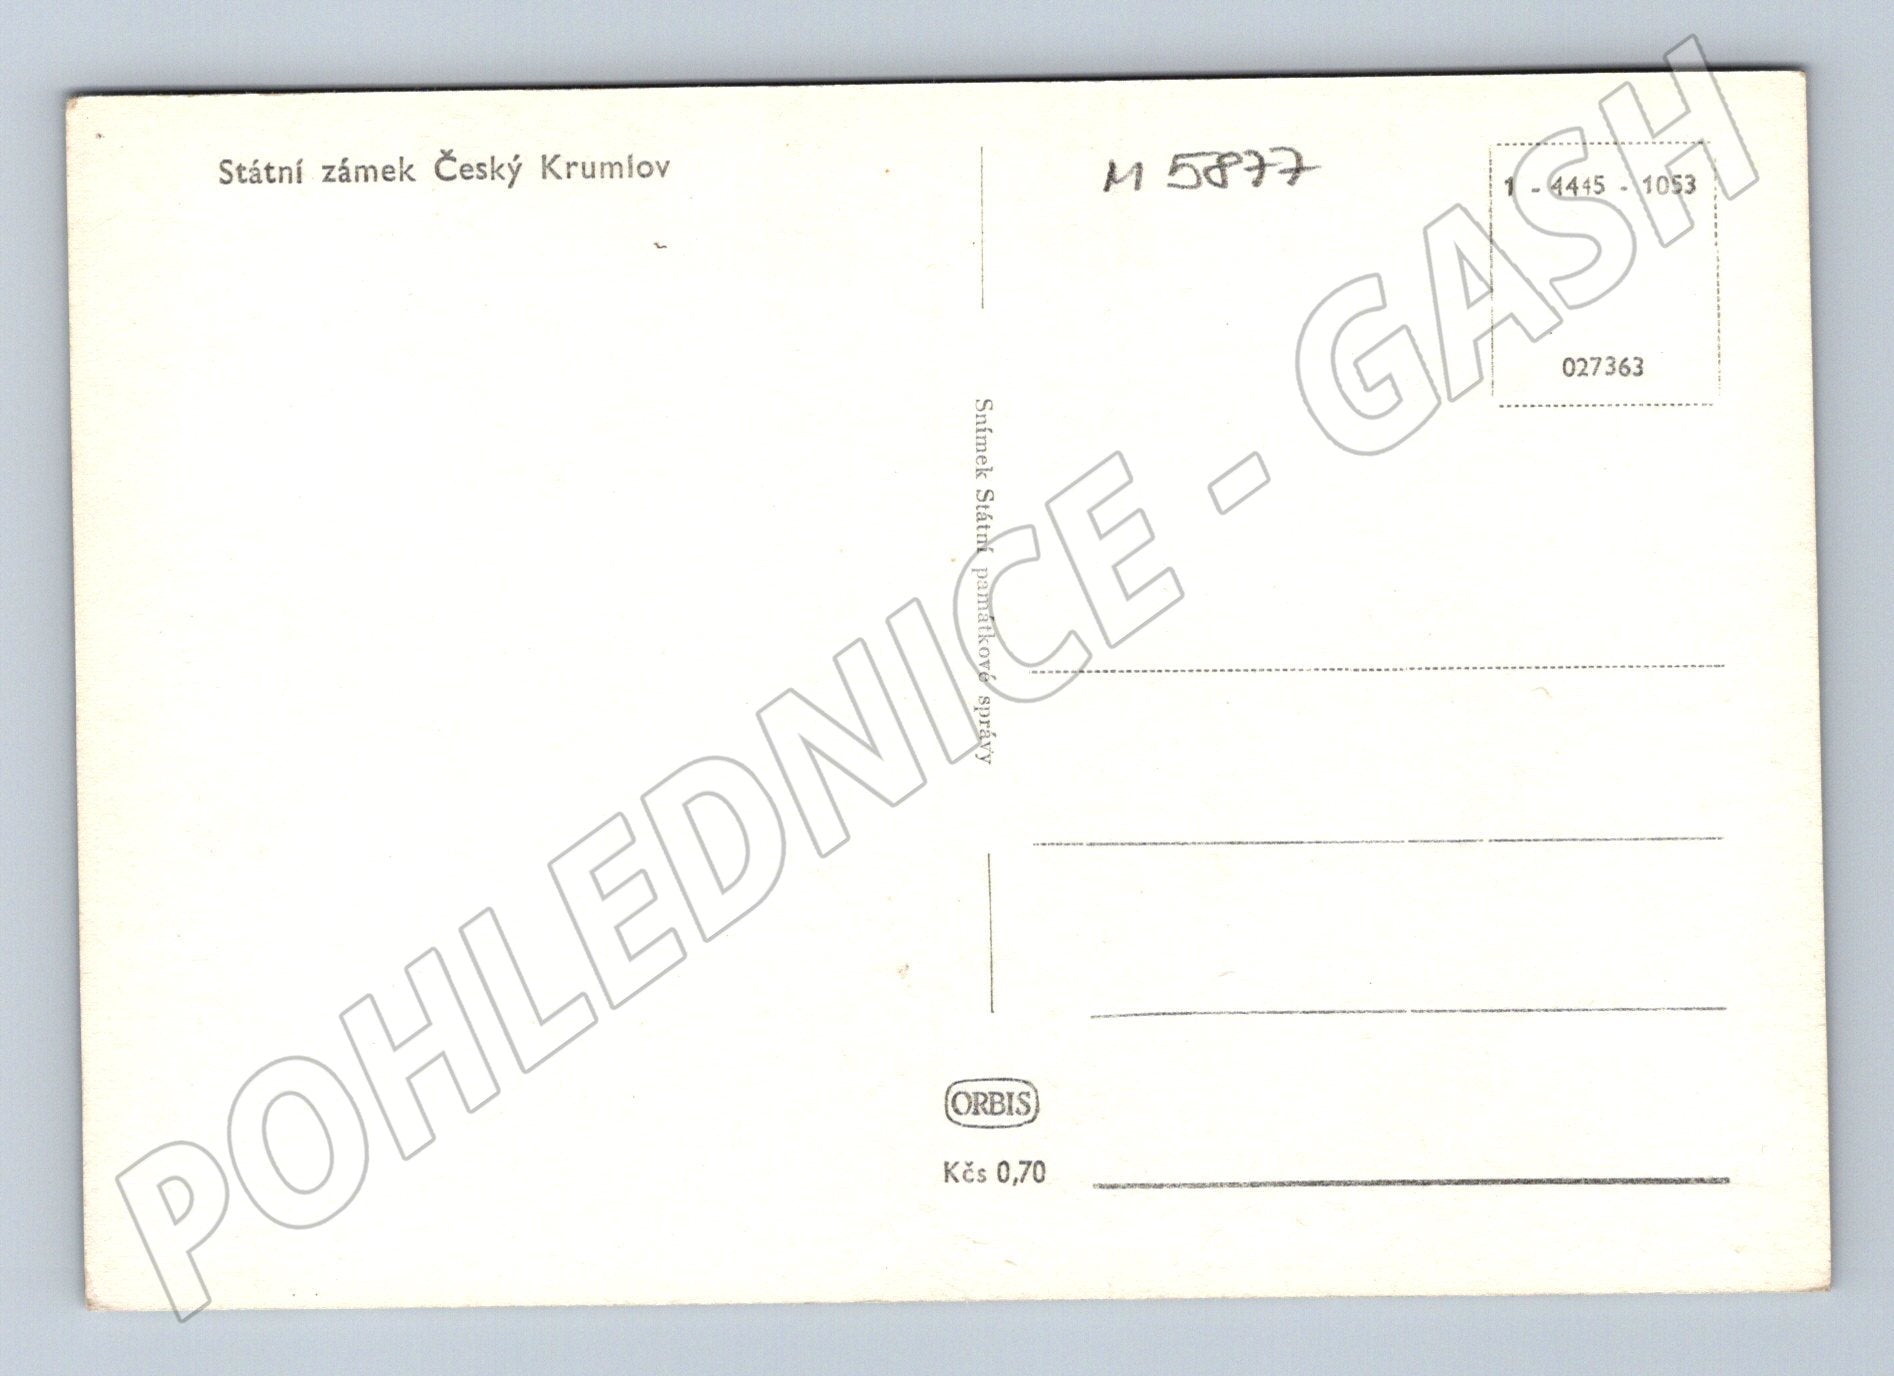 Státní zámek Český Krumlov
M 5877
1 - 4445 - 1053
027363
Snímek Státní památkové správy
ORBIS
Kčs 0,70
POHLEDNICE - GASH